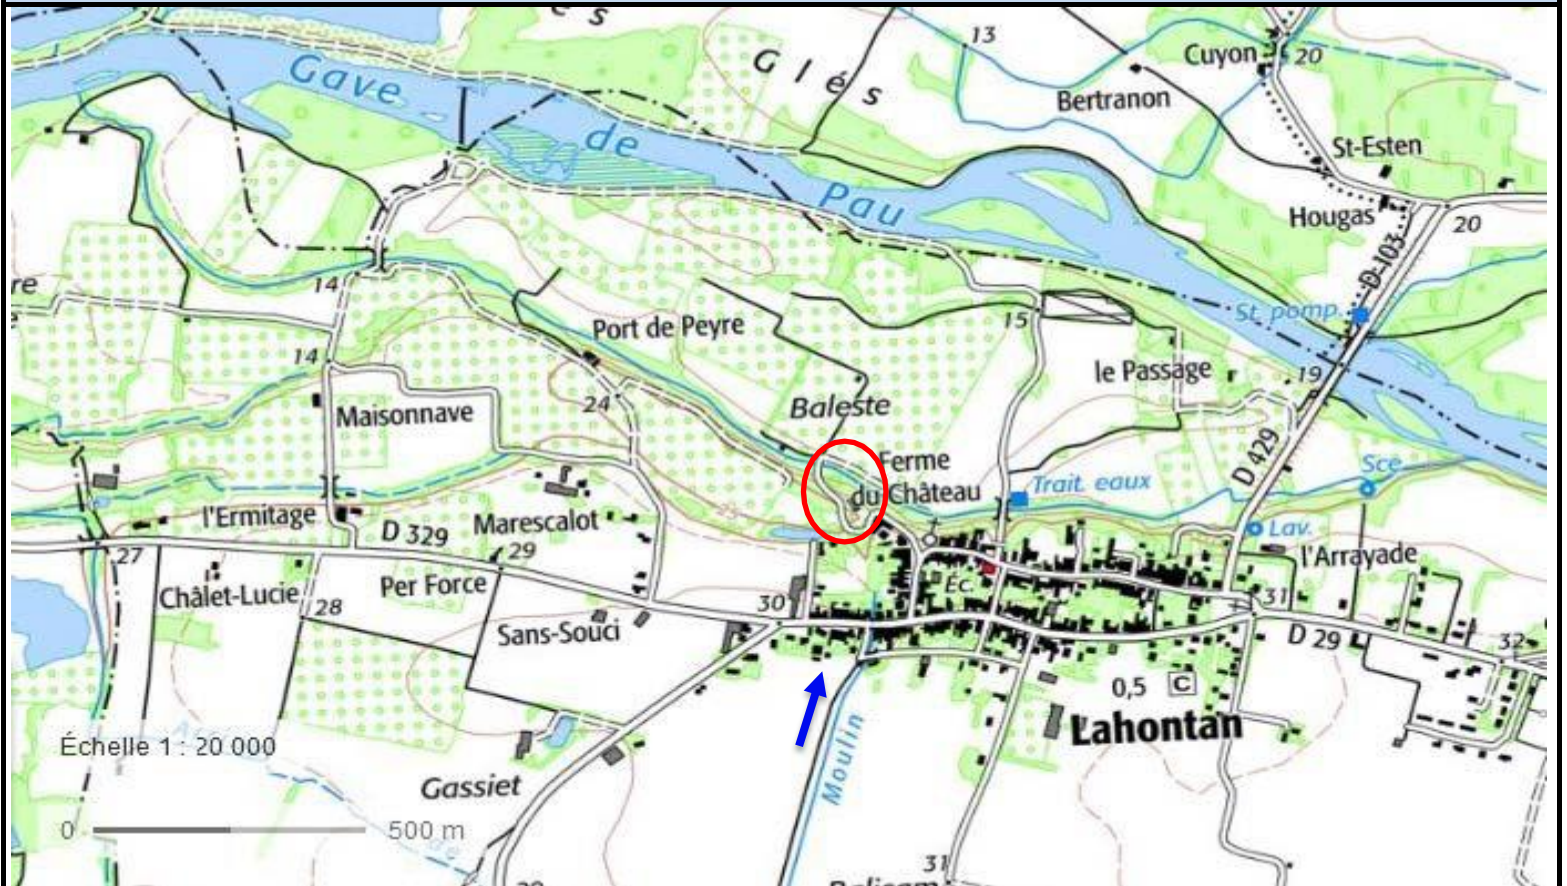 és
Glés
13
Cuyon
20
Gave
de
Pau
Bertranon
St-Esten
Hougas
20
D 103
re
14
15
St. pomp.
Port de Peyre
14
19
le Passage
24
Baleste
Maisonnave
D 429
Ferme
du Château
Sce
Trait. eaux
l'Ermitage
D 329
Marescalot
Lav.
27
29
l'Arrayade
Châlet-Lucie
Per Force
Éc.
28
30
31
Sans-Souci
D 29
32
0,5
C
Lahontan
Échelle 1 : 20 000
Moulin
Gassiet
0
500 m
de
31